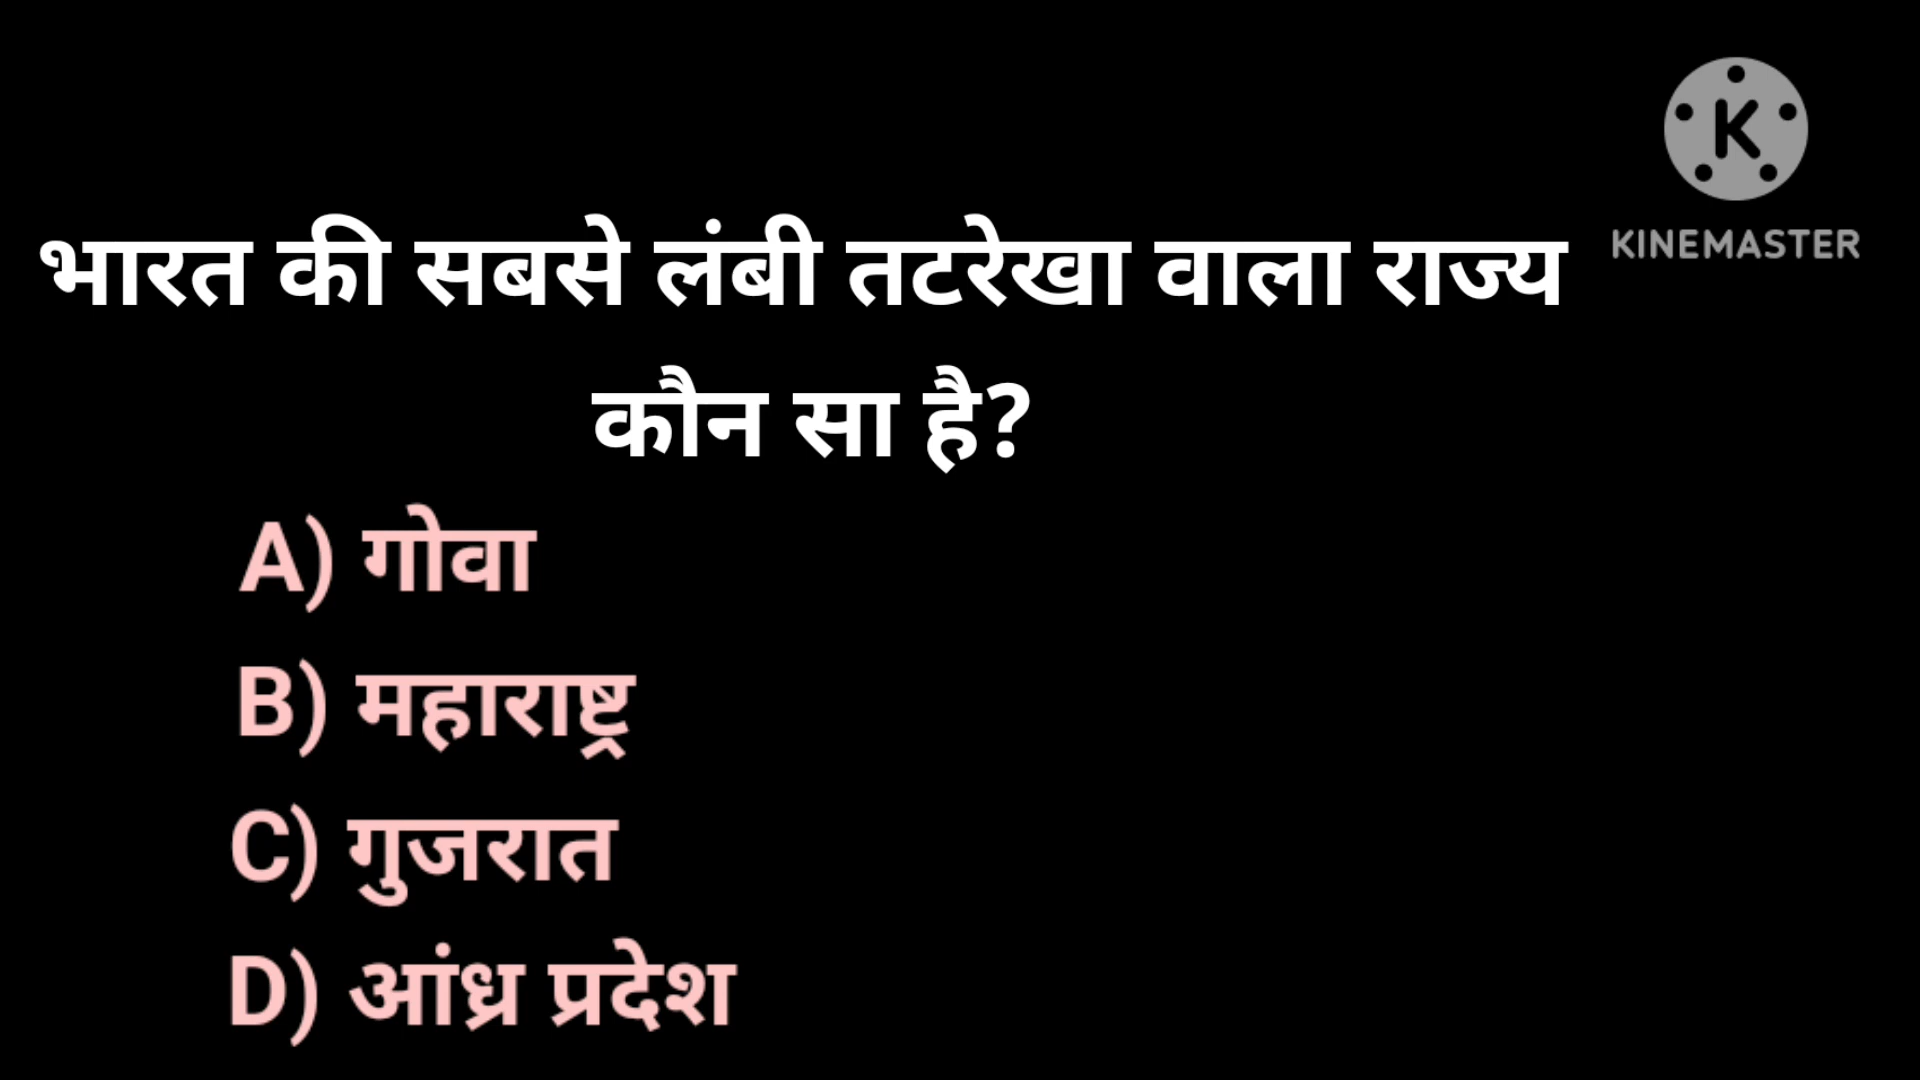 भारत की सबसे लंबी तटरेखा वाला राज्य
कौन सा है?
A) गोवा
B) महाराष्ट्र
C) गुजरात
D) आंध्र प्रदेश
K
KINEMASTER